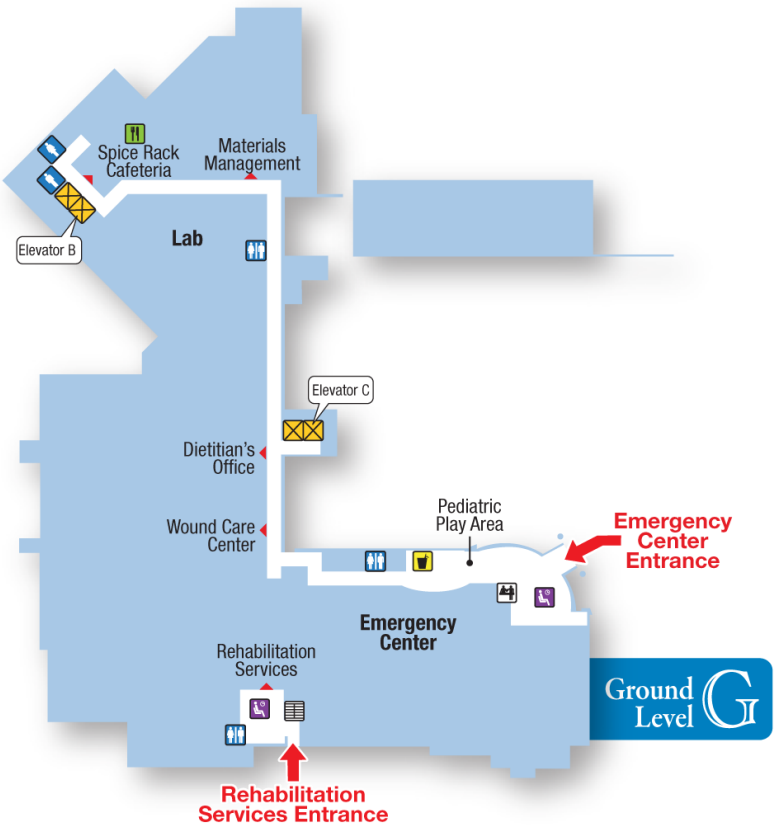 Spice Rack
Cafeteria
Materials
Management
Elevator B
Lab
Elevator C
Dietitian's
Office
Wound Care
Center
Pediatric
Play Area
Emergency
Center
Entrance
Emergency
Center
Rehabilitation
Services
Ground
Level
G
Rehabilitation
Services Entrance